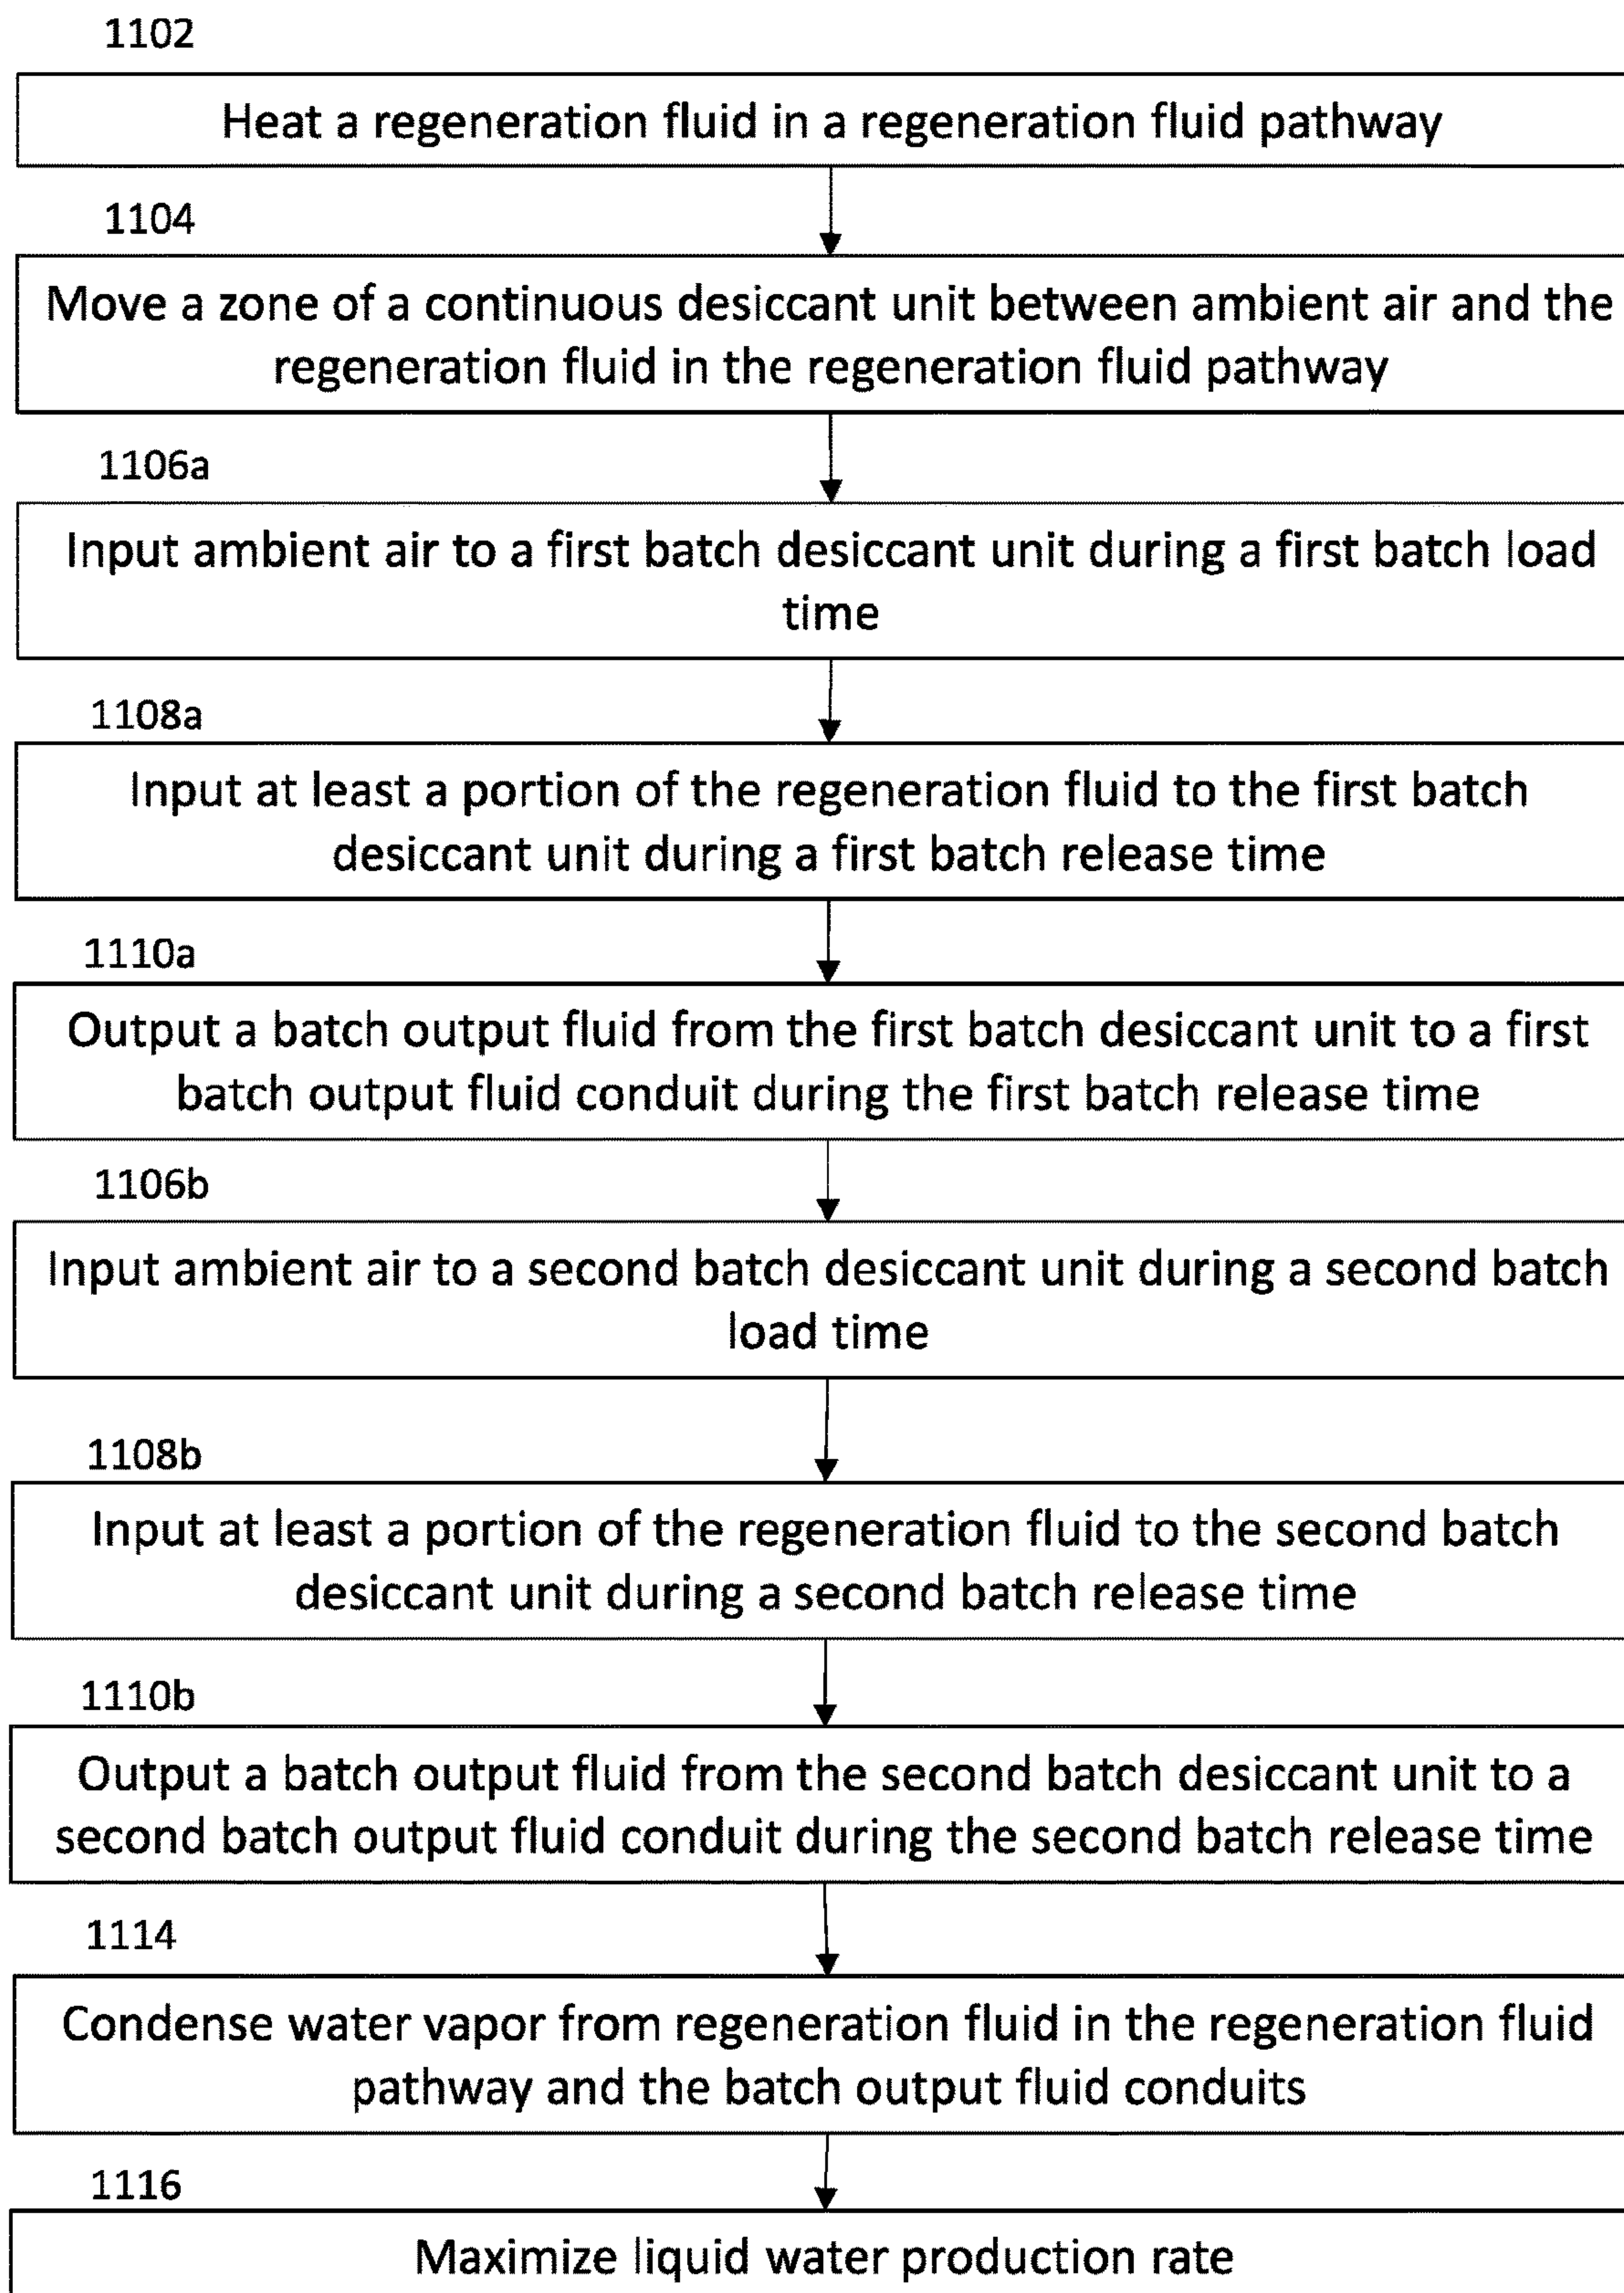 1102
Heat a regeneration fluid in a regeneration fluid pathway
1104
Move a zone of a continuous desiccant unit between ambient air and the
regeneration fluid in the regeneration fluid pathway
1106a
Input ambient air to a first batch desiccant unit during a first batch load
time
1108a
Input at least a portion of the regeneration fluid to the first batch
desiccant unit during a first batch release time
1110a
Output a batch output fluid from the first batch desiccant unit to a first
batch output fluid conduit during the first batch release time
1106b
Input ambient air to a second batch desiccant unit during a second batch
load time
1108b
Input at least a portion of the regeneration fluid to the second batch
desiccant unit during a second batch release time
1110b
Output a batch output fluid from the second batch desiccant unit to a
second batch output fluid conduit during the second batch release time
1114
Condense water vapor from regeneration fluid in the regeneration fluid
pathway and the batch output fluid conduits
1116
Maximize liquid water production rate